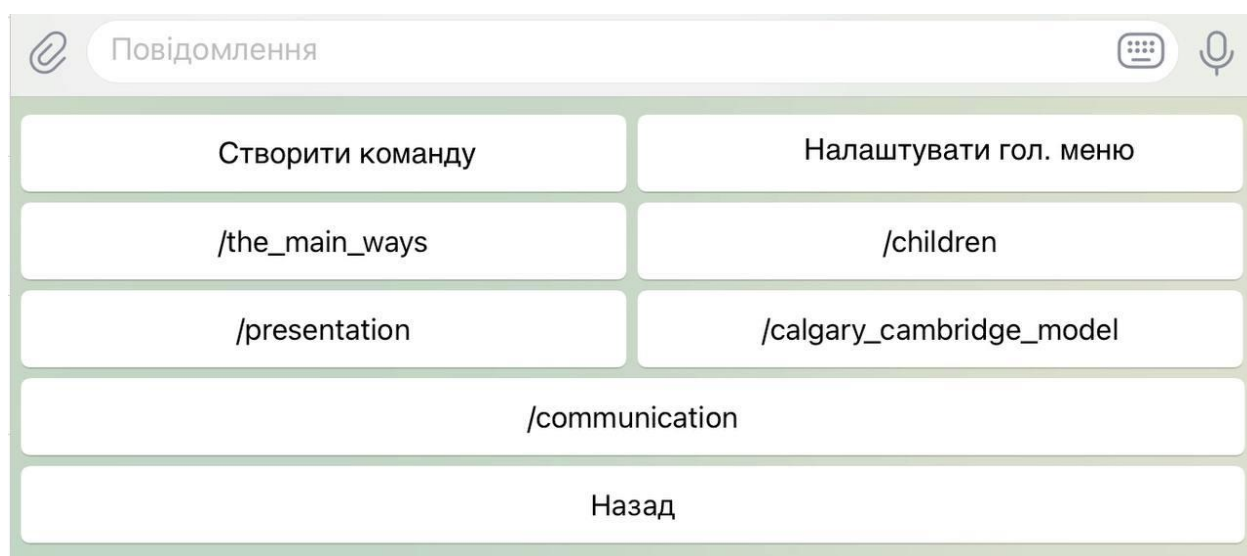 Повідомлення
Створити команду
Налаштувати гол. меню
/the_main_ways
/children
/presentation
/calgary_cambridge_model
/communication
Назад